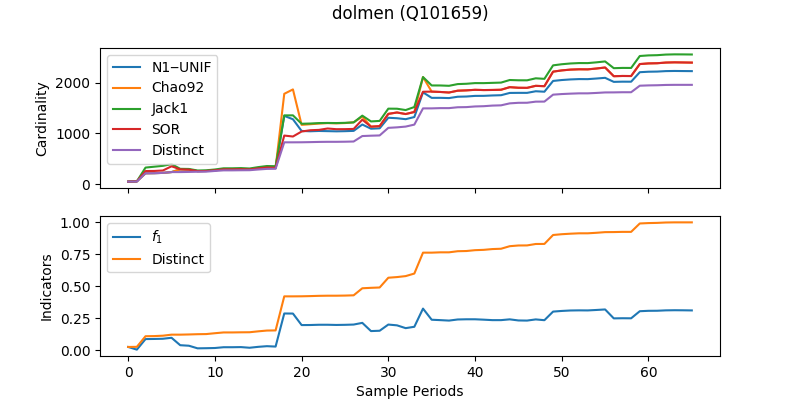 dolmen (Q101659)
Cardinality
2000
1000
0
N1−UNIF
Chao92
Jack1
SOR
Distinct
Indicators
1.00
0.75
0.50
0.25
0.00
f1
Distinct
0 10 20 30 40 50 60
Sample Periods